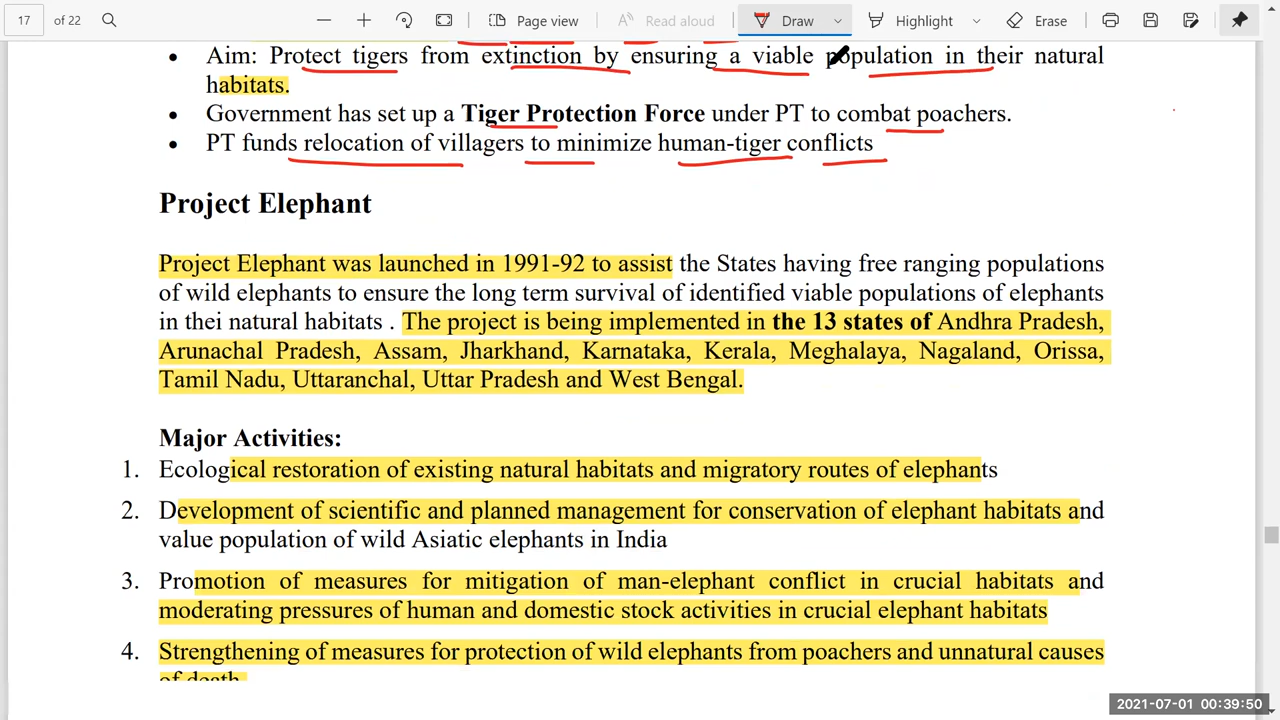 17 of 22 Page view Read aloud Draw Highlight Erase
• Aim: Protect tigers from extinction by ensuring a viable population in their natural
habitats.
• Government has set up a Tiger Protection Force under PT to combat poachers.
• PT funds relocation of villagers to minimize human-tiger conflicts
Project Elephant
Project Elephant was launched in 1991-92 to assist the States having free ranging populations
of wild elephants to ensure the long term survival of identified viable populations of elephants
in thei natural habitats . The project is being implemented in the 13 states of Andhra Pradesh,
Arunachal Pradesh, Assam, Jharkhand, Karnataka, Kerala, Meghalaya, Nagaland, Orissa,
Tamil Nadu, Uttaranchal, Uttar Pradesh and West Bengal.
Major Activities:
1. Ecological restoration of existing natural habitats and migratory routes of elephants
2. Development of scientific and planned management for conservation of elephant habitats and
value population of wild Asiatic elephants in India
3. Promotion of measures for mitigation of man-elephant conflict in crucial habitats and
moderating pressures of human and domestic stock activities in crucial elephant habitats
4. Strengthening of measures for protection of wild elephants from poachers and unnatural causes
of death
2021-07-01 00:39:50